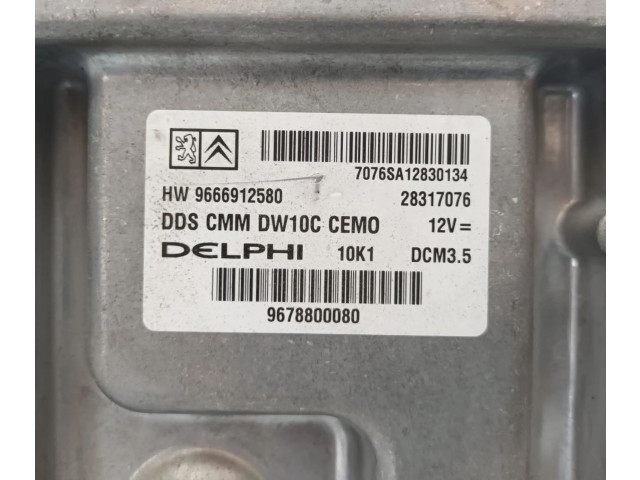 7076SA12830134
HW 9666912580 28317076
DDS CMM DW10C CEMO 12V =
DELPHI 10K1 DCM3.5
9678800080